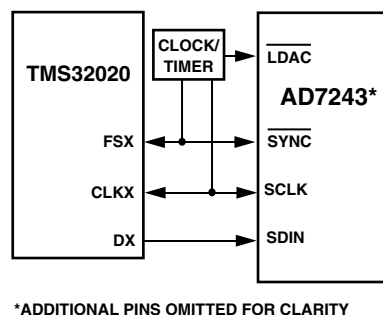 CLOCK/
TIMER
TMS32020
LDAC
AD7243*
FSX
SYNC
CLKX
SCLK
DX
SDIN
*ADDITIONAL PINS OMITTED FOR CLARITY